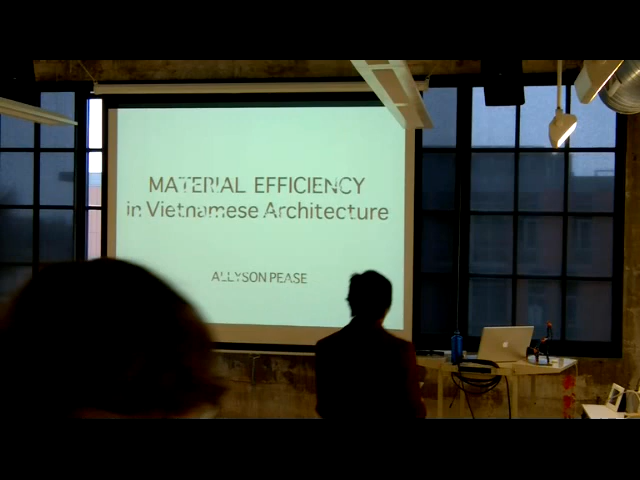 MATERIAL EFFICIENCY
in Vietnamese Architecture
ALLYSON PEASE